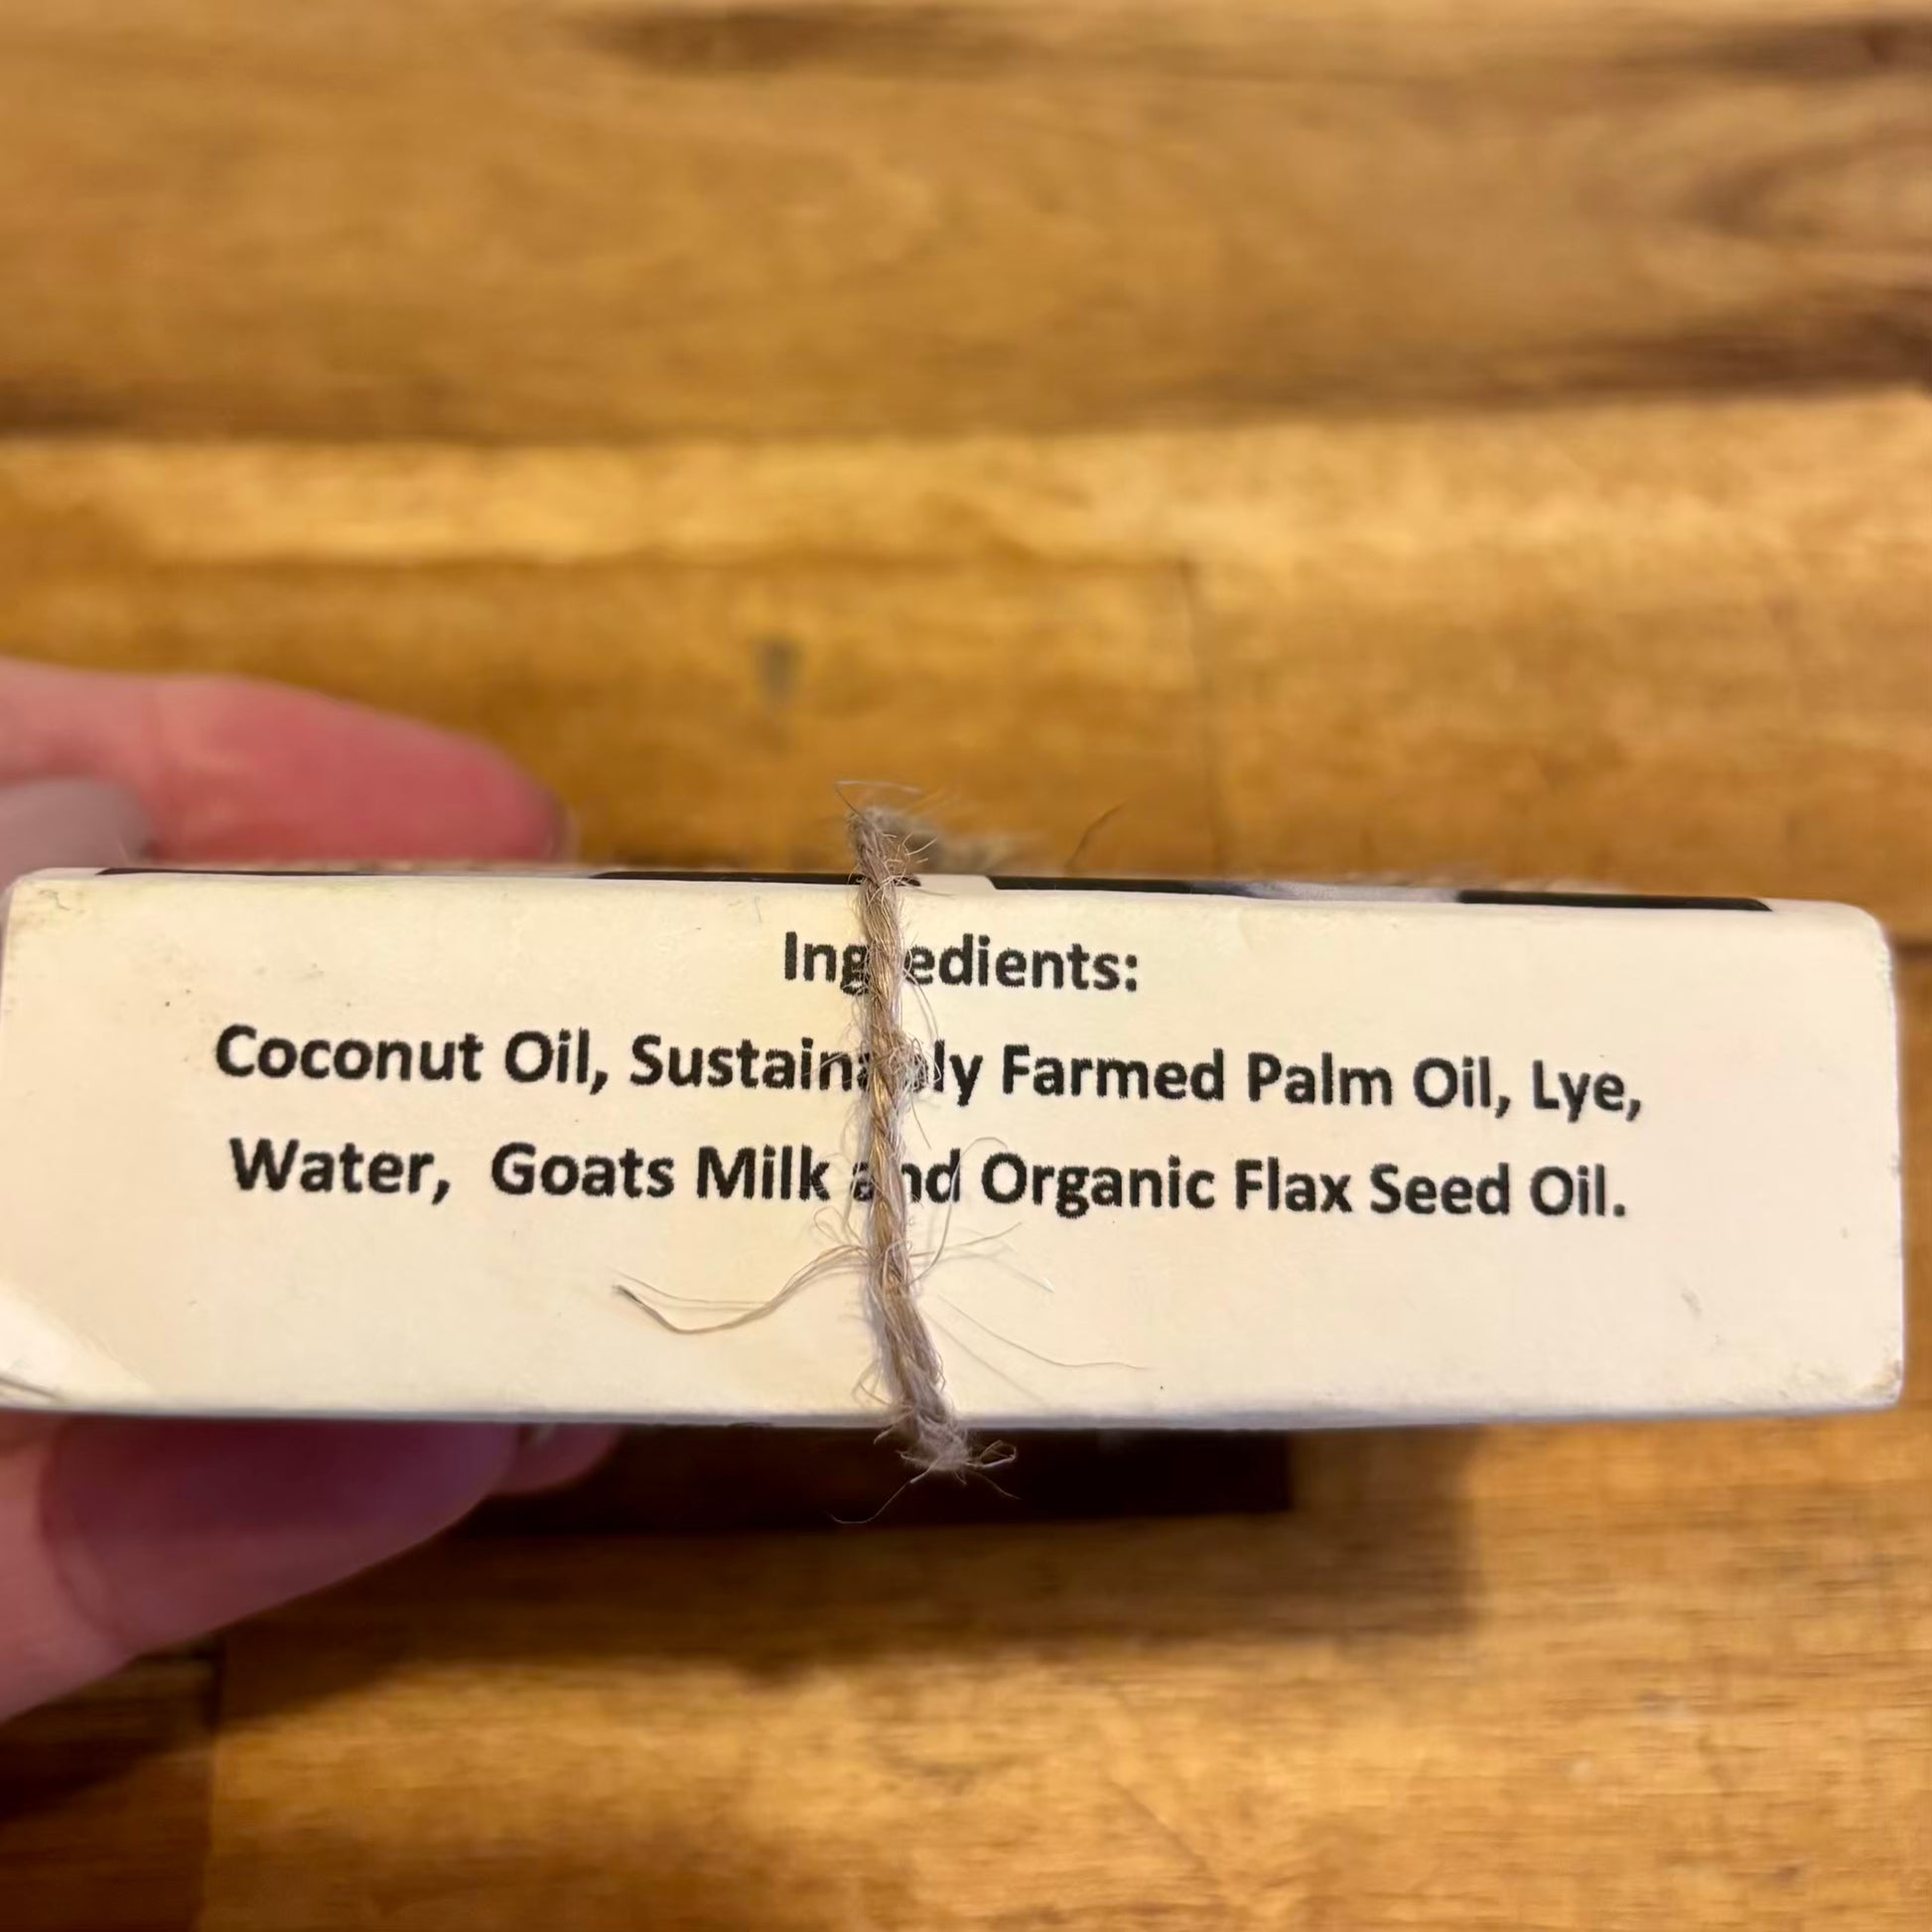 Ingredients:
Coconut Oil, Sustainably Farmed Palm Oil, Lye,
Water, Goats Milk and Organic Flax Seed Oil.